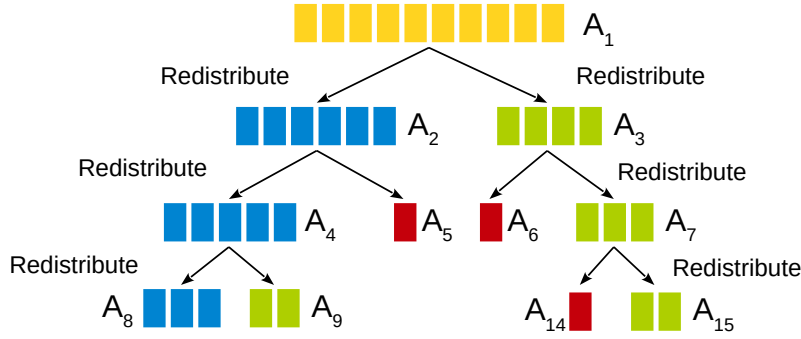 A₁
Redistribute Redistribute
A₂ A₃
Redistribute Redistribute
A₄ A₅ A₆ A₇
Redistribute Redistribute
A₈ A₉ A₁₄ A₁₅